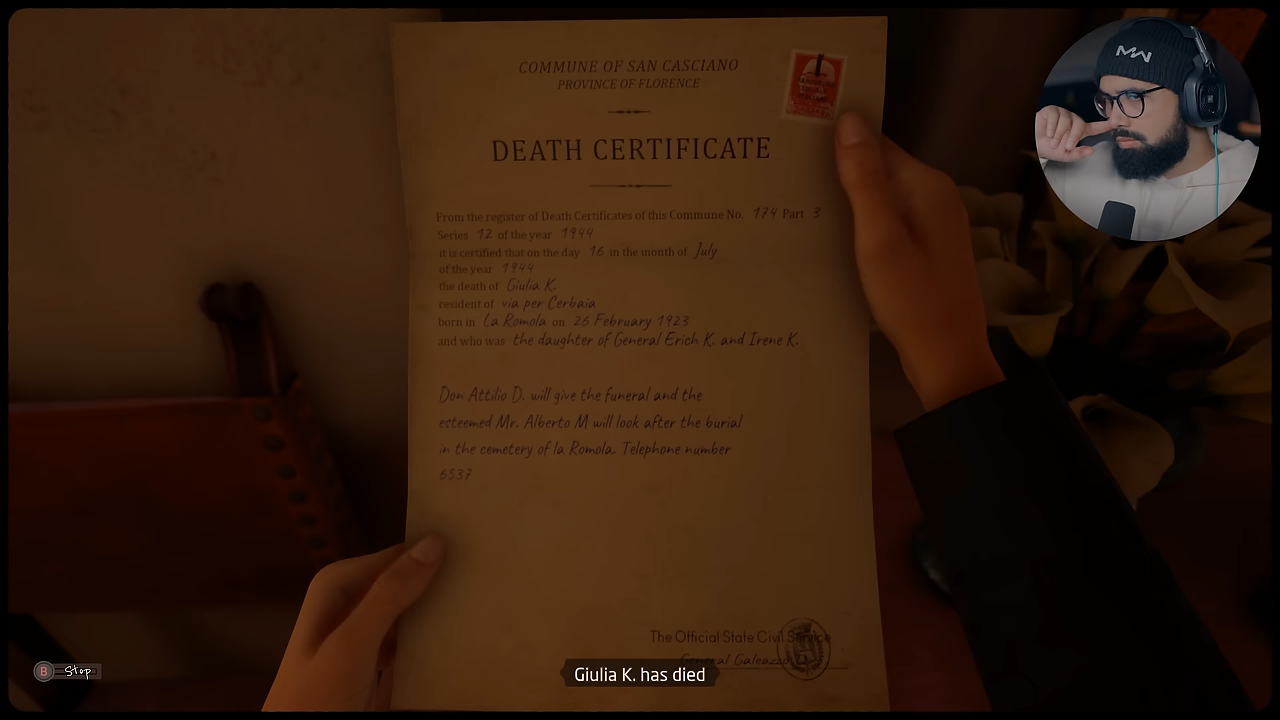 COMMUNE OF SAN CASCIANO
PROVINCE OF FLORENCE
DEATH CERTIFICATE
From the register of Death Certificates of this Commune No. 174 Part 3
Series 12 of the year 1944
it is certified that on the day 16 in the month of July
of the year 1944
the death of Giulia K.
resident of via per Cerbaia
born in La Romola on 26 February 1923
and who was the daughter of General Erich K. and Irene K.
Don Attilio D. will give the funeral and the
esteemed Mr. Alberto M will look after the burial
in the cemetery of la Romola. Telephone number
6537
The Official State Civil Service
General Galeazzo
B Stop
Giulia K. has died